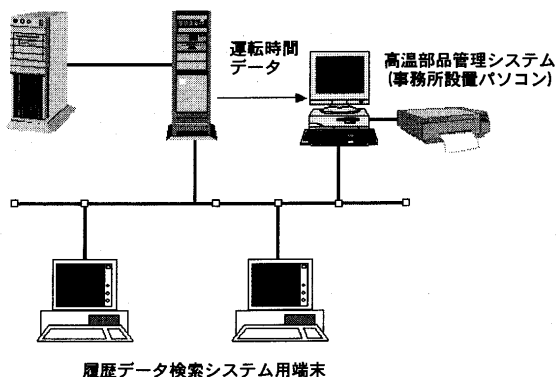 運転時間
データ
高温部品管理システム
(事務所設置パソコン)
履歴データ検索システム用端末